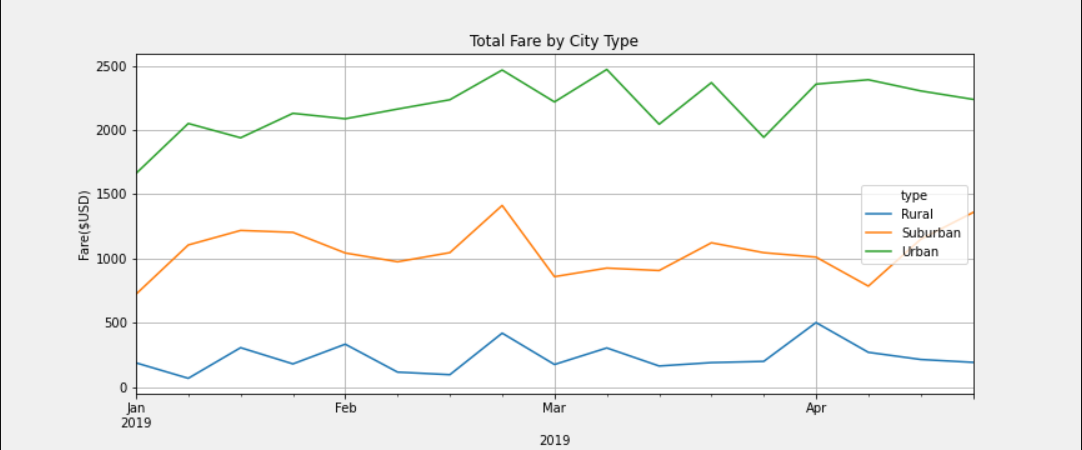 Total Fare by City Type
Fare($USD)
2500
2000
1500
1000
500
0
type
Rural
Suburban
Urban
Jan Feb Mar Apr
2019
2019